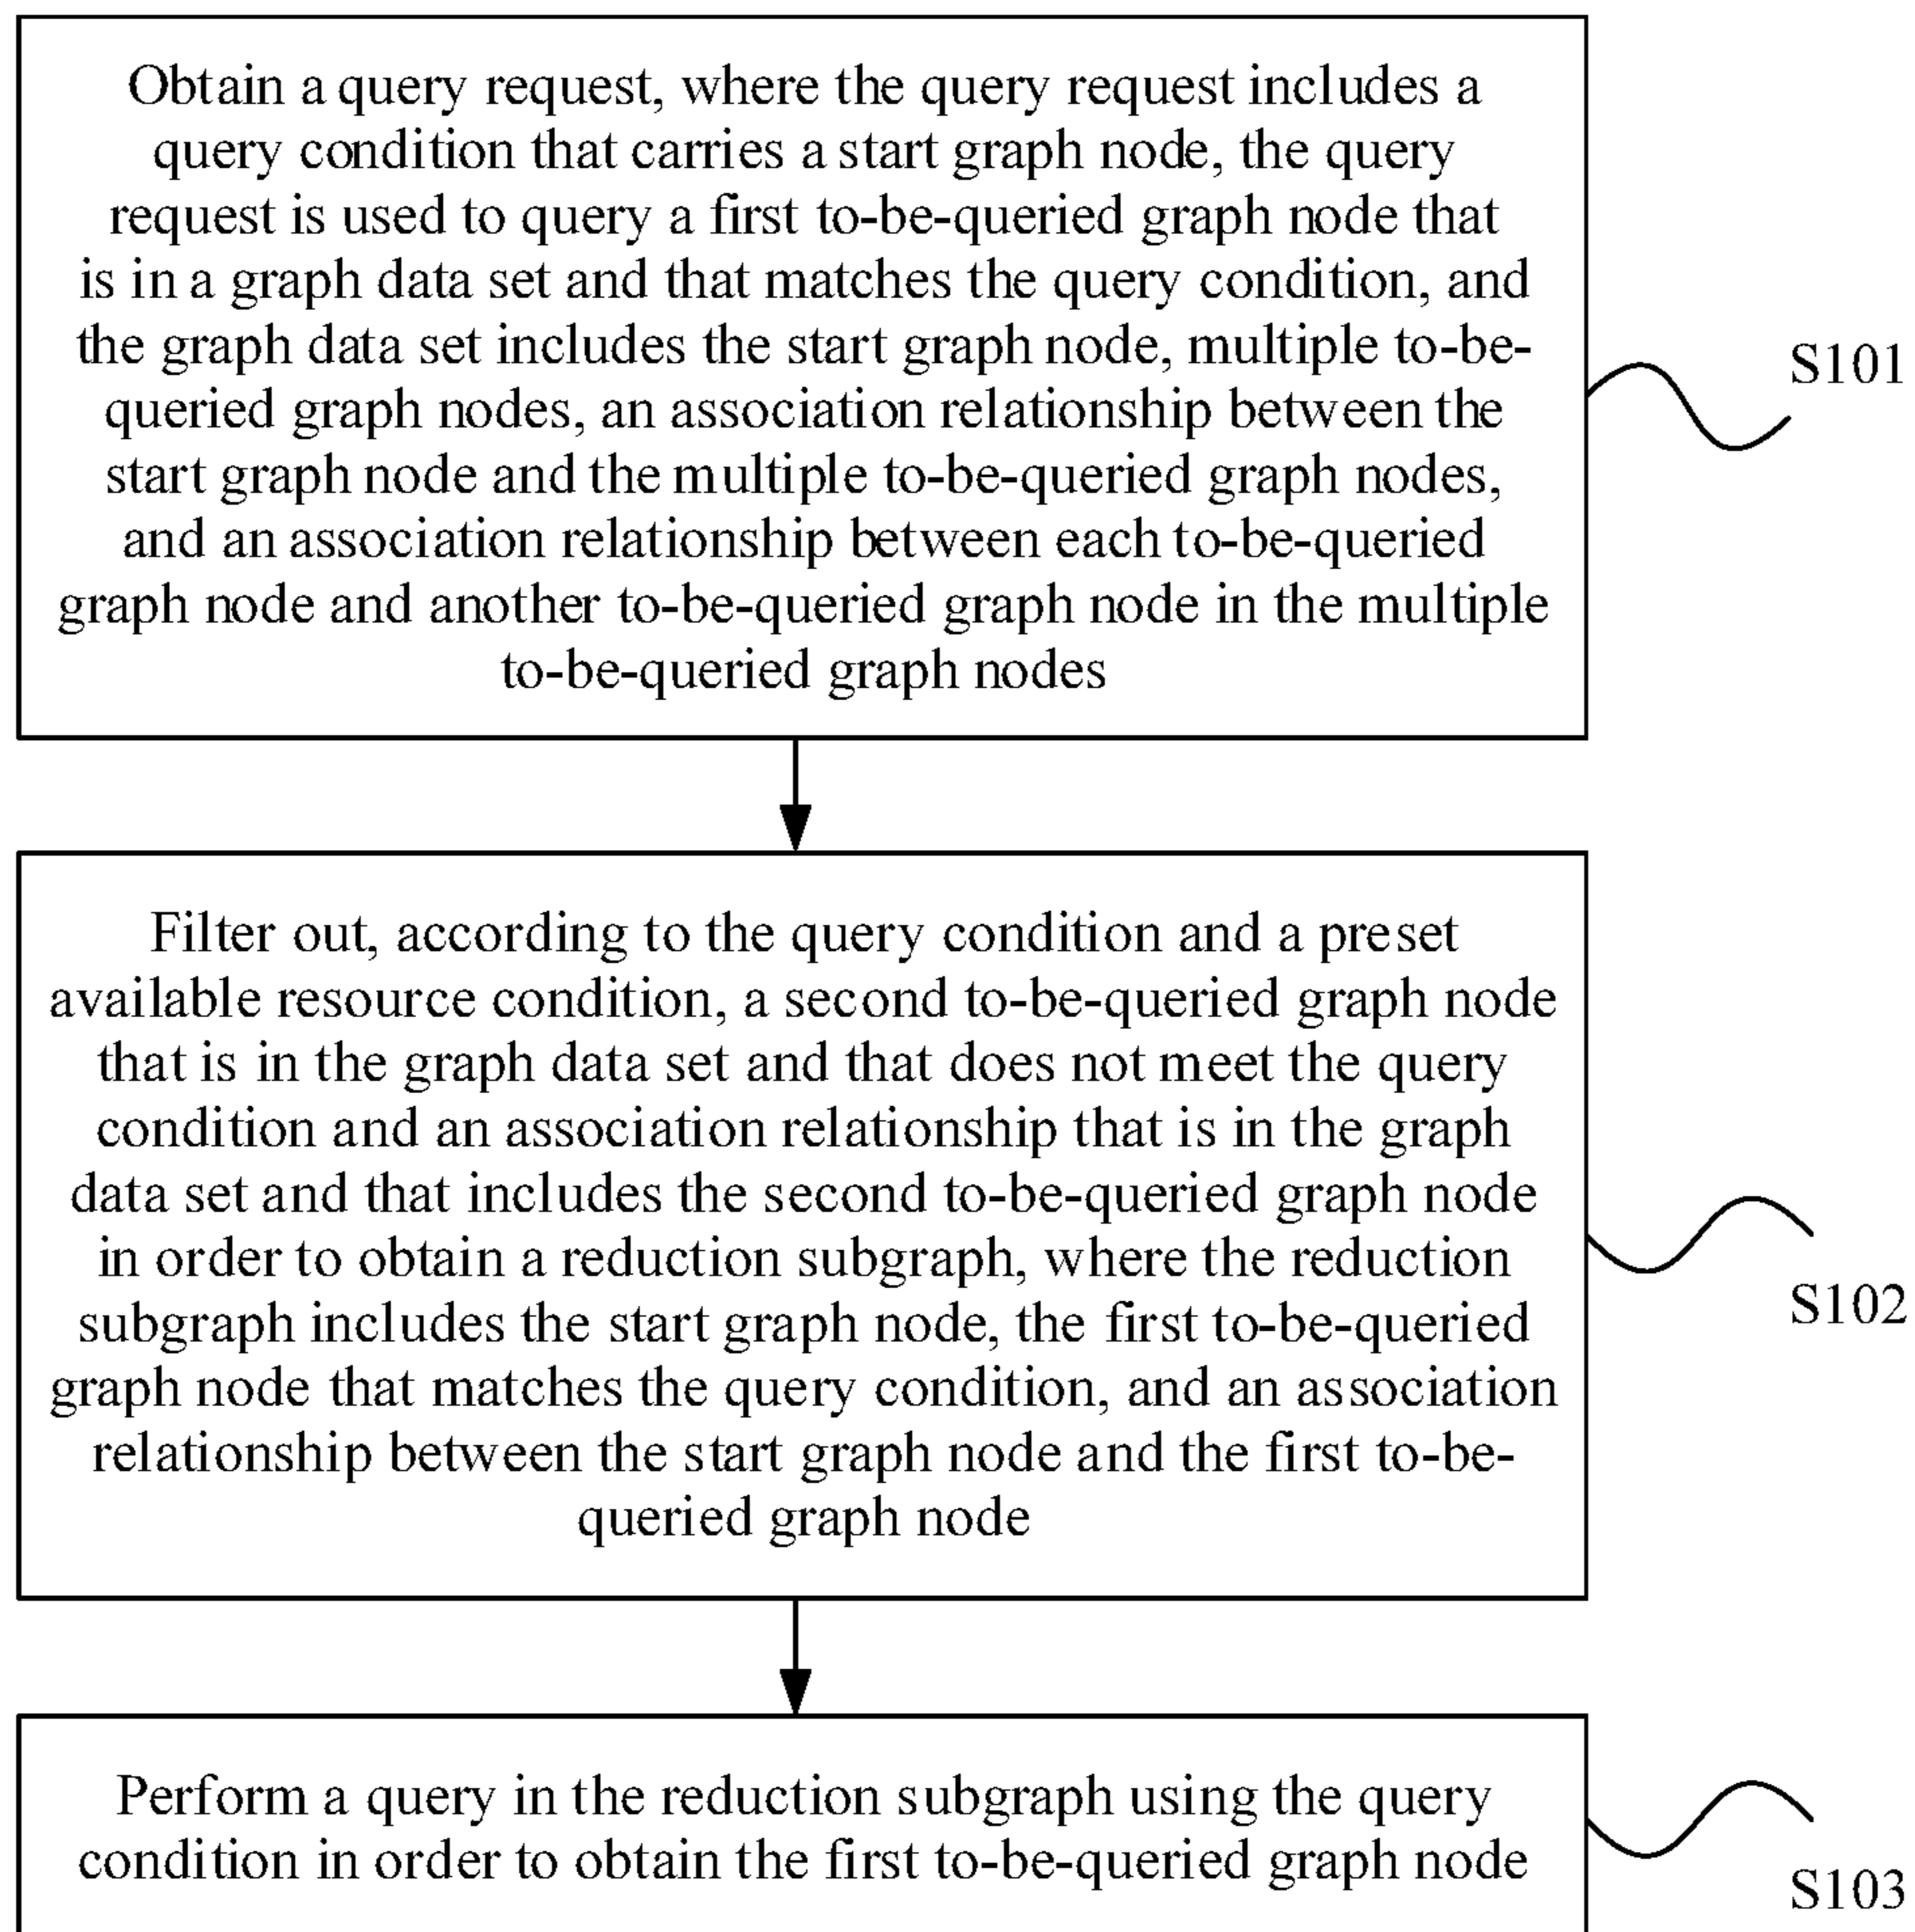 Obtain a query request, where the query request includes a
query condition that carries a start graph node, the query
request is used to query a first to-be-queried graph node that
is in a graph data set and that matches the query condition, and
the graph data set includes the start graph node, multiple to-be-
queried graph nodes, an association relationship between the
start graph node and the multiple to-be-queried graph nodes,
and an association relationship between each to-be-queried
graph node and another to-be-queried graph node in the multiple
to-be-queried graph nodes
S101
Filter out, according to the query condition and a preset
available resource condition, a second to-be-queried graph node
that is in the graph data set and that does not meet the query
condition and an association relationship that is in the graph
data set and that includes the second to-be-queried graph node
in order to obtain a reduction subgraph, where the reduction
subgraph includes the start graph node, the first to-be-queried
graph node that matches the query condition, and an association
relationship between the start graph node and the first to-be-
queried graph node
S102
Perform a query in the reduction subgraph using the query
condition in order to obtain the first to-be-queried graph node
S103